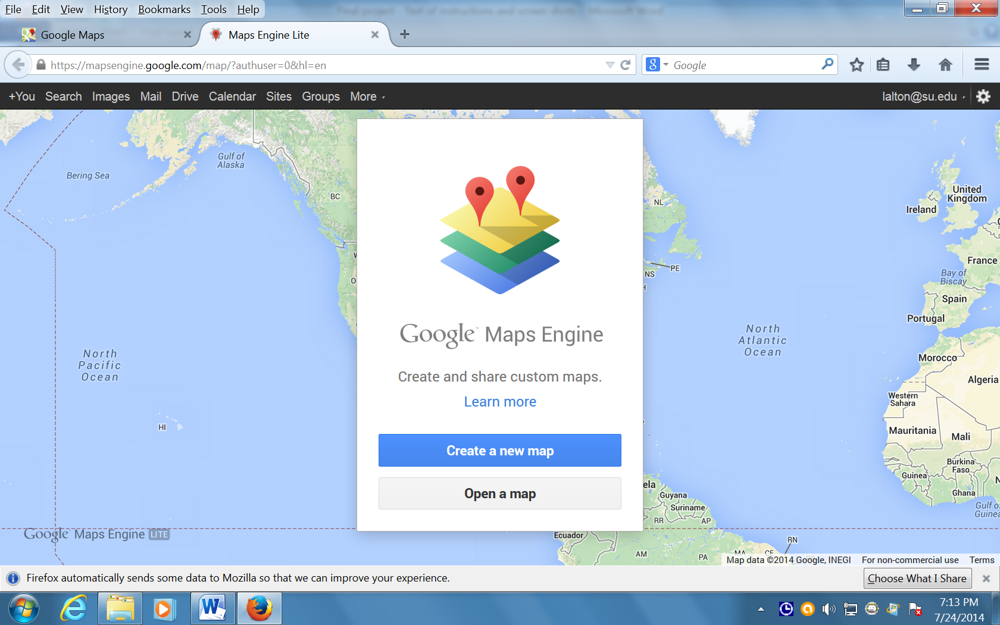 File Edit View History Bookmarks Tools Help
Google Maps
Maps Engine Lite
https://mapsengine.google.com/map/?authuser=0&hl=en
Google
+You Search Images Mail Drive Calendar Sites Groups More
lalton@su.edu
Bering Sea
Gulf of
Alaska
BC
NL
United
Kingdom
Ireland
PE
NS
France
Bay of
Biscay
Spain
Portugal
Google™ Maps Engine
Create and share custom maps.
Learn more
Create a new map
Open a map
North
Pacific
Ocean
HI
North
Atlantic
Ocean
Morocco
Algeria
Western
Sahara
Mauritania
Mali
Burkina
Faso
Guinea
Ghana
Gulf of
Guinea
ela
Guyana
Suriname
RR
AP
Ecuador
AM
PA
MA
CE
RN
Google Maps Engine LITE
Map data ©2014 Google, INEGI For non-commercial use Terms
Firefox automatically sends some data to Mozilla so that we can improve your experience.
Choose What I Share
7:13 PM
7/24/2014